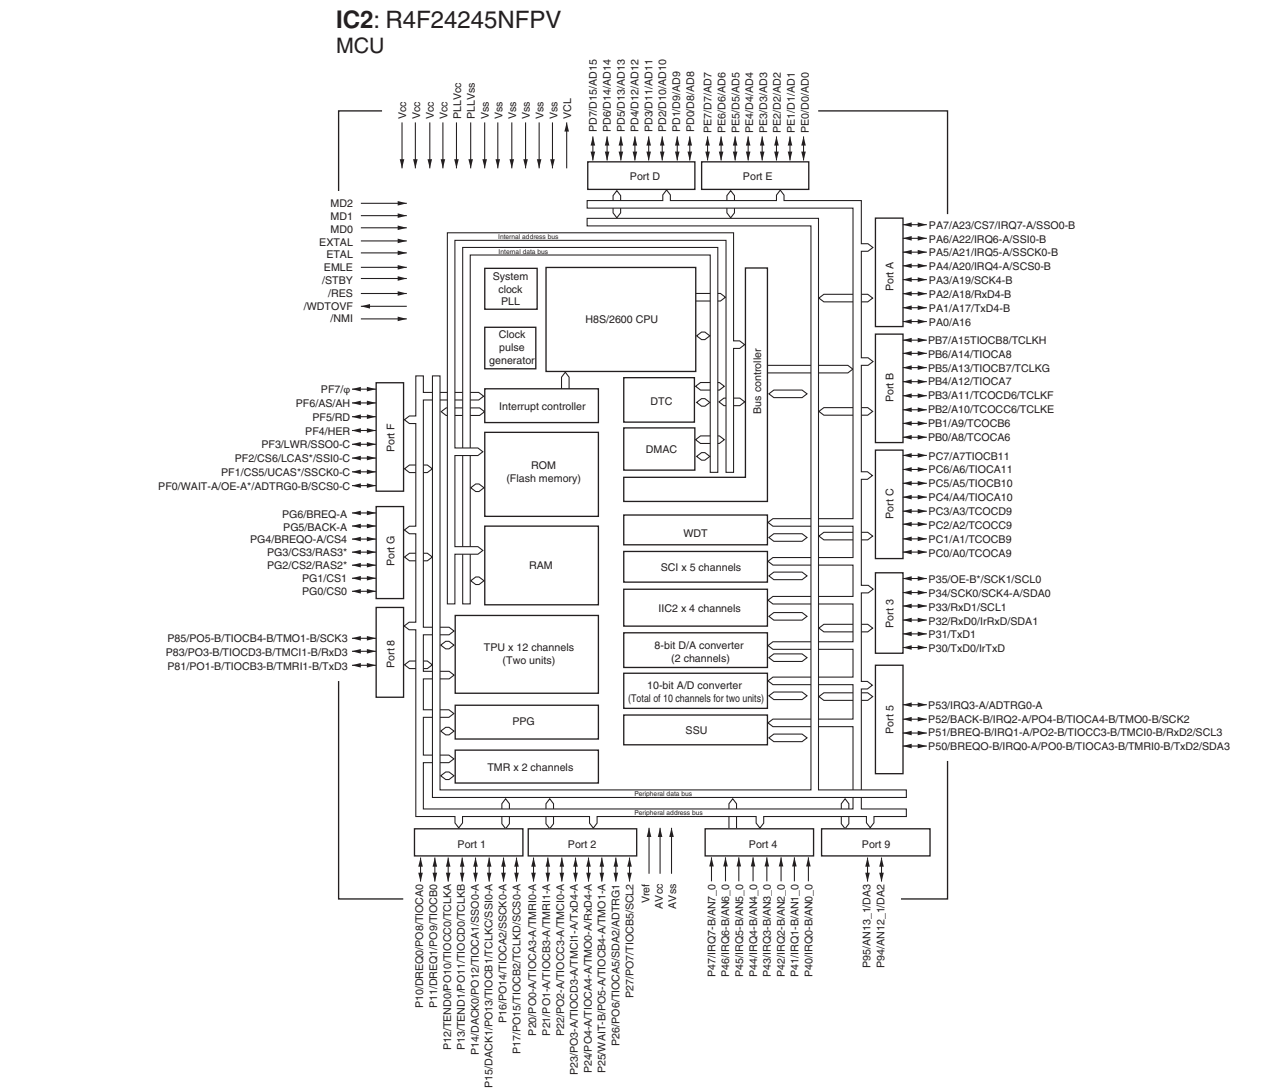 IC2: R4F24245NFPV
MCU
Vcc
Vcc
Vcc
Vcc
PLLVcc
PLLVss
Vss
Vss
Vss
Vss
Vss
Vss
VCL
PD7/D15/AD15
PD6/D14/AD14
PD5/D13/AD13
PD4/D12/AD12
PD3/D11/AD11
PD2/D10/AD10
PD1/D9/AD9
PD0/D8/AD8
PE7/D7/AD7
PE6/D6/AD6
PE5/D5/AD5
PE4/D4/AD4
PE3/D3/AD3
PE2/D2/AD2
PE1/D1/AD1
PE0/D0/AD0
Port D
Port E
MD2
MD1
MD0
EXTAL
ETAL
EMLE
/STBY
/RES
/WDTOVF
/NMI
Internal address bus
Internal data bus
System
clock
PLL
H8S/2600 CPU
Clock
pulse
generator
Bus controller
Interrupt controller
DTC
DMAC
ROM
(Flash memory)
RAM
WDT
SCI x 5 channels
IIC2 x 4 channels
8-bit D/A converter
(2 channels)
10-bit A/D converter
(Total of 10 channels for two units)
SSU
TPU x 12 channels
(Two units)
PPG
TMR x 2 channels
Peripheral data bus
Peripheral address bus
PF7/φ
PF6/AS/AH
PF5/RD
PF4/HER
PF3/LWR/SSO0-C
PF2/CS6/LCAS*/SSI0-C
PF1/CS5/UCAS*/SSCK0-C
PF0/WAIT-A/OE-A*/ADTRG0-B/SCS0-C
Port F
PG6/BREQ-A
PG5/BACK-A
PG4/BREQO-A/CS4
PG3/CS3/RAS3*
PG2/CS2/RAS2*
PG1/CS1
PG0/CS0
Port G
P85/PO5-B/TIOCB4-B/TMO1-B/SCK3
P83/PO3-B/TIOCD3-B/TMCI1-B/RxD3
P81/PO1-B/TIOCB3-B/TMRI1-B/TxD3
Port 8
Port A
PA7/A23/CS7/IRQ7-A/SSO0-B
PA6/A22/IRQ6-A/SSI0-B
PA5/A21/IRQ5-A/SSCK0-B
PA4/A20/IRQ4-A/SCS0-B
PA3/A19/SCK4-B
PA2/A18/RxD4-B
PA1/A17/TxD4-B
PA0/A16
Port B
PB7/A15TIOCB8/TCLKH
PB6/A14/TIOCA8
PB5/A13/TIOCB7/TCLKG
PB4/A12/TIOCA7
PB3/A11/TCOCD6/TCLKF
PB2/A10/TCOCC6/TCLKE
PB1/A9/TCOCB6
PB0/A8/TCOCA6
Port C
PC7/A7TIOCB11
PC6/A6/TIOCA11
PC5/A5/TIOCB10
PC4/A4/TIOCA10
PC3/A3/TCOCD9
PC2/A2/TCOCC9
PC1/A1/TCOCB9
PC0/A0/TCOCA9
Port 3
P35/OE-B*/SCK1/SCL0
P34/SCK0/SCK4-A/SDA0
P33/RxD1/SCL1
P32/RxD0/IrRxD/SDA1
P31/TxD1
P30/TxD0/IrTxD
Port 5
P53/IRQ3-A/ADTRG0-A
P52/BACK-B/IRQ2-A/PO4-B/TIOCA4-B/TMO0-B/SCK2
P51/BREQ-B/IRQ1-A/PO2-B/TIOCC3-B/TMCI0-B/RxD2/SCL3
P50/BREQO-B/IRQ0-A/PO0-B/TIOCA3-B/TMRI0-B/TxD2/SDA3
Port 1
Port 2
Port 4
Port 9
P10/DREQ0/PO8/TIOCA0
P11/DREQ1/PO9/TIOCB0
P12/TEND0/PO10/TIOCC0/TCLKA
P13/TEND1/PO11/TIOCD0/TCLKB
P14/DACK0/PO12/TIOCA1/SSO0-A
P15/DACK1/PO13/TIOCB1/TCLKC/SSI0-A
P16/PO14/TIOCA2/SSCK0-A
P17/PO15/TIOCB2/TCLKD/SCS0-A
P20/PO0-A/TIOCA3-A/TMRI0-A
P21/PO1-A/TIOCB3-A/TMRI1-A
P22/PO2-A/TIOCC3-A/TMCI0-A
P23/PO3-A/TIOCD3-A/TMCI1-A/TxD4-A
P24/PO4-A/TIOCA4-A/TMO0-A/RxD4-A
P25/WAIT-B/PO5-A/TIOCB4-A/TMO1-A
P26/PO6/TIOCA5/SDA2/ADTRG1
P27/PO7/TIOCB5/SCL2
Vref
AVcc
AVss
P47/IRQ7-B/AN7_0
P46/IRQ6-B/AN6_0
P45/IRQ5-B/AN5_0
P44/IRQ4-B/AN4_0
P43/IRQ3-B/AN3_0
P42/IRQ2-B/AN2_0
P41/IRQ1-B/AN1_0
P40/IRQ0-B/AN0_0
P95/AN13_1/DA3
P94/AN12_1/DA2